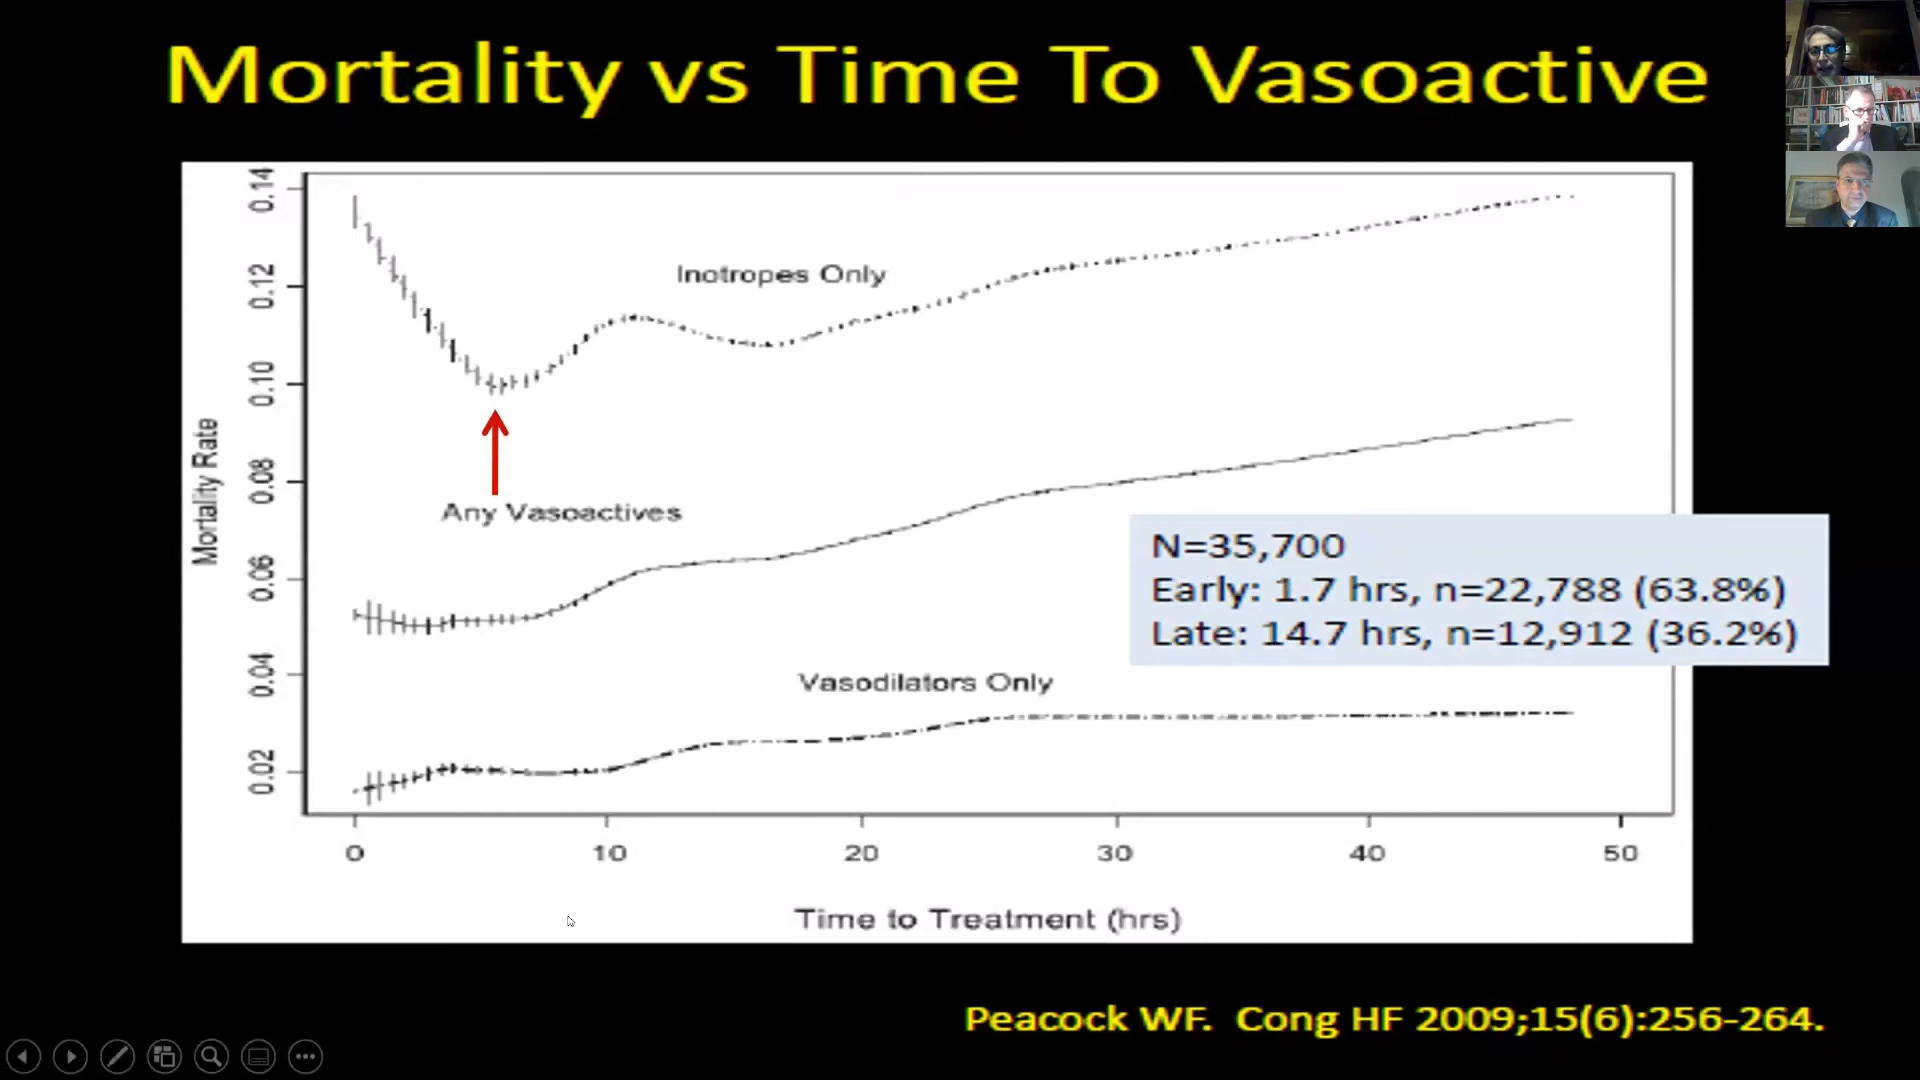 Mortality vs Time To Vasoactive
0.14
0.12
0.10
0.08
0.06
0.04
0.02
Mortality Rate
Inotropes Only
Any Vasoactives
N=35,700
Early: 1.7 hrs, n=22,788 (63.8%)
Late: 14.7 hrs, n=12,912 (36.2%)
Vasodilators Only
0 10 20 30 40 50
Time to Treatment (hrs)
Peacock WF. Cong HF 2009;15(6):256-264.